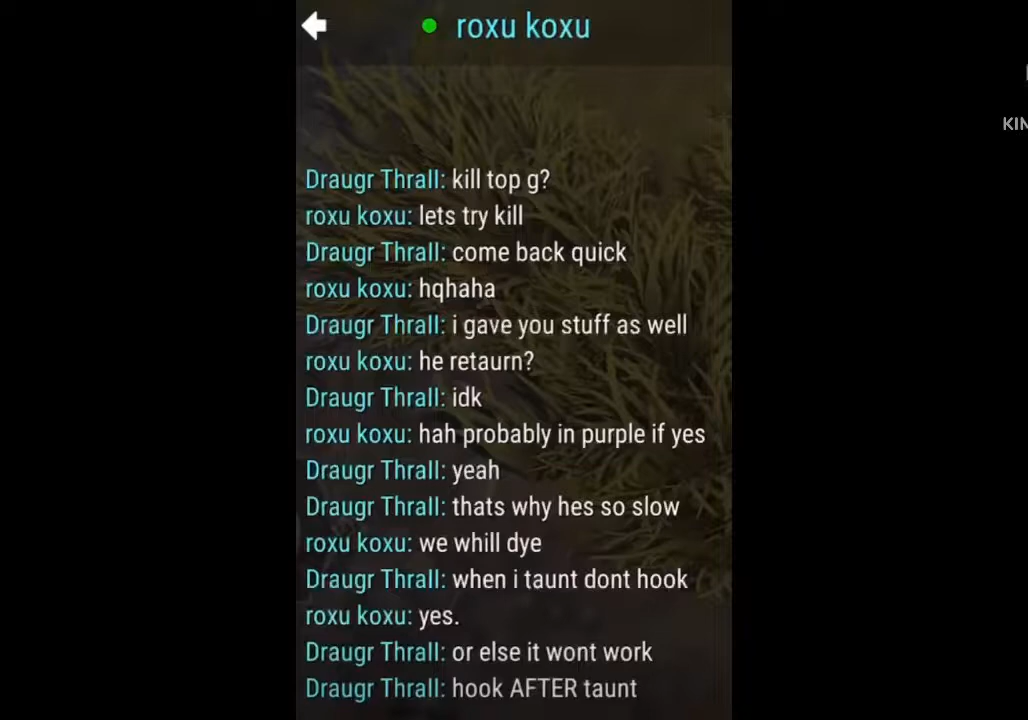 roxu koxu
KIN
Draugr Thrall: kill top g?
roxu koxu: lets try kill
Draugr Thrall: come back quick
roxu koxu: hqhaha
Draugr Thrall: i gave you stuff as well
roxu koxu: he retaurn?
Draugr Thrall: idk
roxu koxu: hah probably in purple if yes
Draugr Thrall: yeah
Draugr Thrall: thats why hes so slow
roxu koxu: we whill dye
Draugr Thrall: when i taunt dont hook
roxu koxu: yes.
Draugr Thrall: or else it wont work
Draugr Thrall: hook AFTER taunt